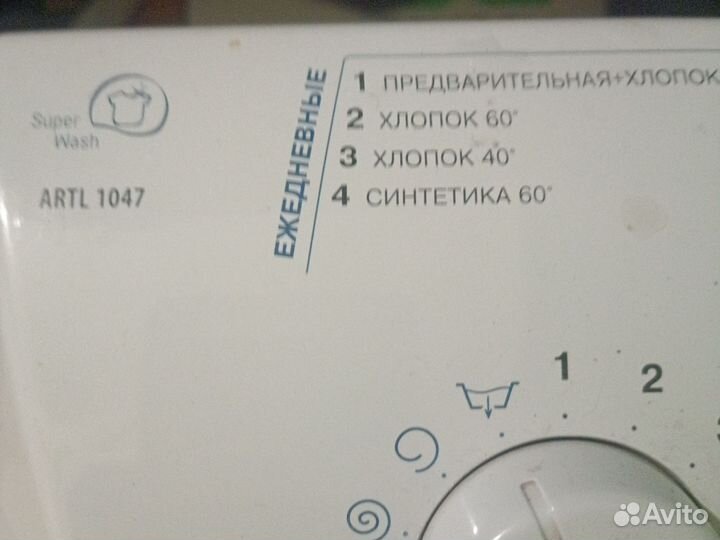 Super
Wash
ARTL 1047
ЕЖЕДНЕВНЫЕ
1 ПРЕДВАРИТЕЛЬНАЯ+ХЛОПОК
2 ХЛОПОК 60°
3 ХЛОПОК 40°
4 СИНТЕТИКА 60°
1
2
Avito